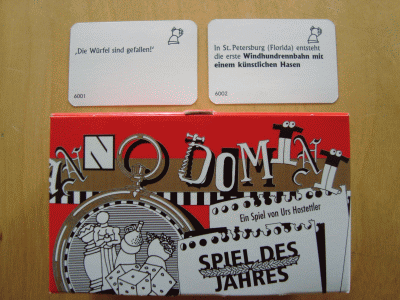 „Die Würfel sind gefallen!"
6001
In St. Petersburg (Florida) entsteht
die erste Windhundrennbahn mit
einem künstlichen Hasen
6002
ANNO DOMINI
Ein Spiel von Urs Hostettler
SPIEL DES
JAHRES